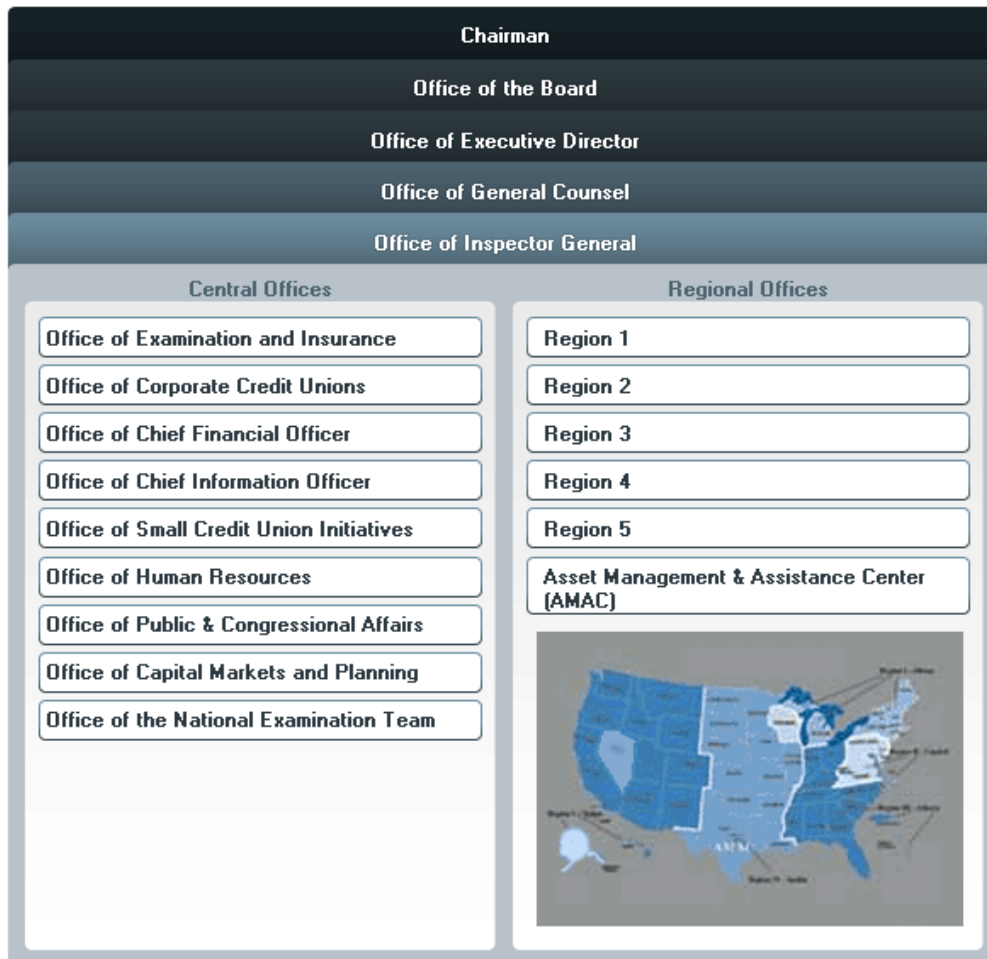 Chairman
Office of the Board
Office of Executive Director
Office of General Counsel
Office of Inspector General
Central Offices
Office of Examination and Insurance
Office of Corporate Credit Unions
Office of Chief Financial Officer
Office of Chief Information Officer
Office of Small Credit Union Initiatives
Office of Human Resources
Office of Public & Congressional Affairs
Office of Capital Markets and Planning
Office of the National Examination Team
Regional Offices
Region 1
Region 2
Region 3
Region 4
Region 5
Asset Management & Assistance Center
(AMAC)